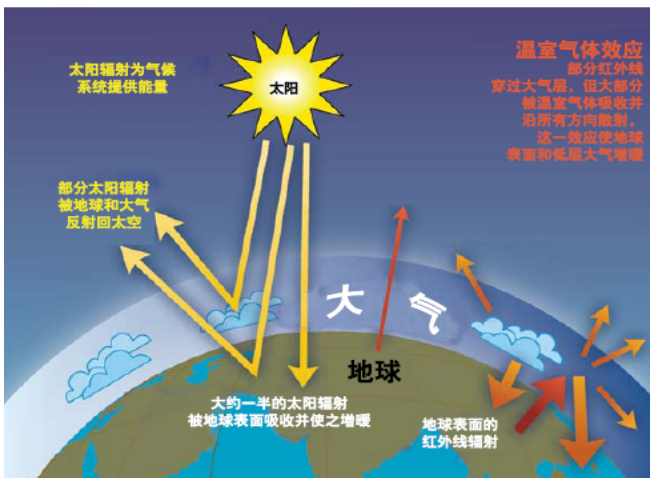 太阳辐射为气候
系统提供能量
太阳
温室气体效应
部分红外线
穿过大气层，但大部分
被温室气体吸收并
沿所有方向散射。
这一效应使地球
表面和低层大气增暖
部分太阳辐射
被地球和大气
反射回太空
大 气
地球
大约一半的太阳辐射
被地球表面吸收并使之增暖
地球表面的
红外线辐射